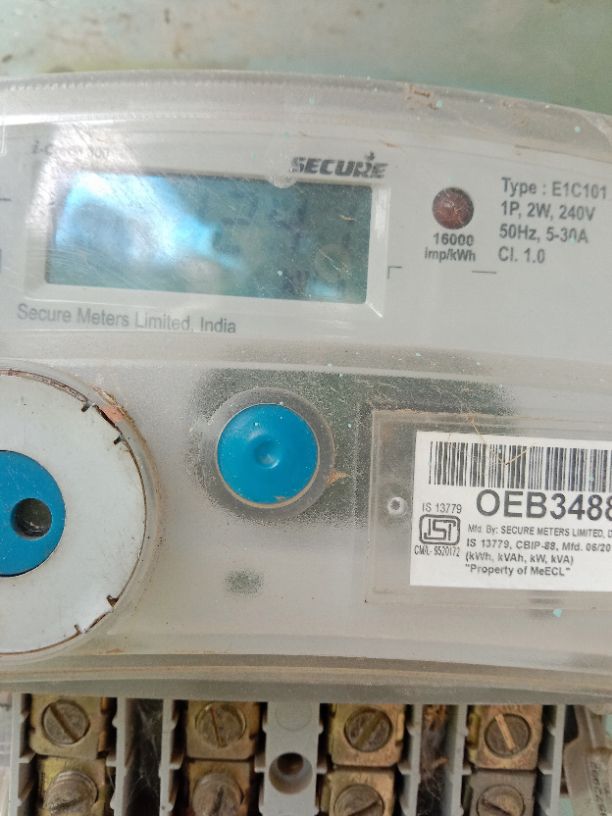 SECURE
Type : E1C101
1P, 2W, 240V
50Hz, 5-30A
Cl. 1.0
16000
imp/kWh
Secure Meters Limited, India
IS 13779
OEB3488
Mfd. By: SECURE METERS LIMITED,
IS 13779, CBIP-88, Mfd. 06/20
(kWh, kVAh, kW, kVA)
"Property of MeECL"
CM/L- 9520172